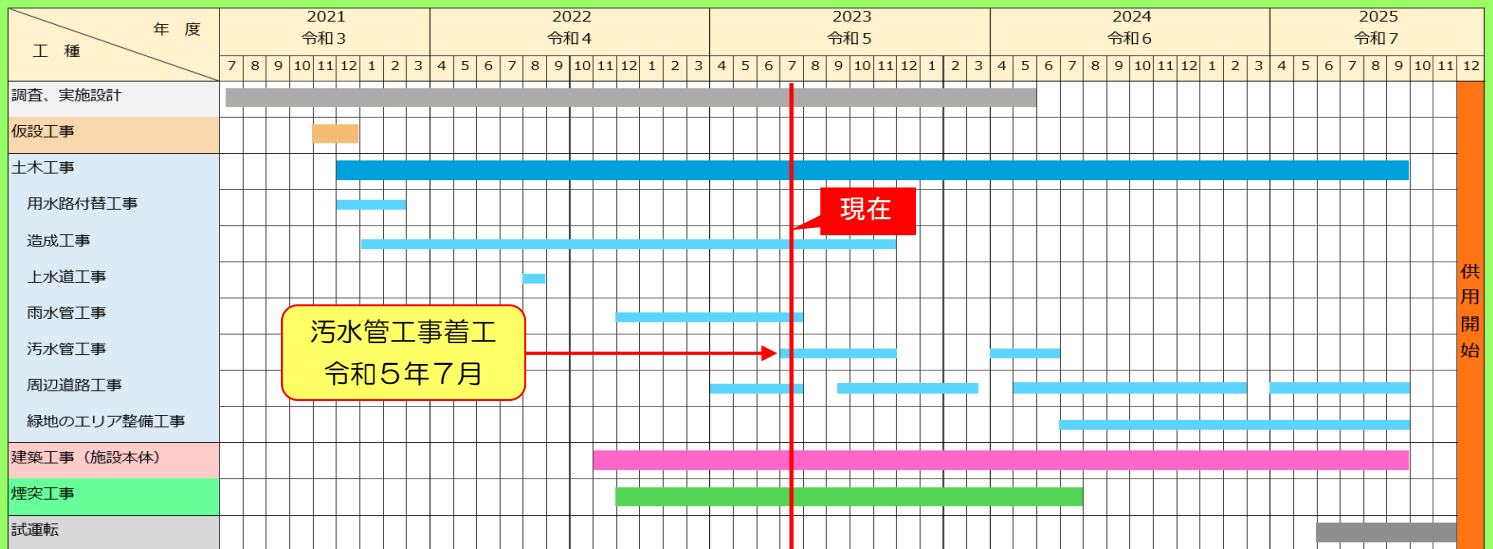 年 度
工 種
2021 2022 2023 2024 2025
令和3 令和4 令和5 令和6 令和7
7 8 9 10 11 12 1 2 3 4 5 6 7 8 9 10 11 12 1 2 3 4 5 6 7 8 9 10 11 12 1 2 3 4 5 6 7 8 9 10 11 12 1 2 3 4 5 6 7 8 9 10 11 12
調査、実施設計
仮設工事
土木工事
用水路付替工事
現在
造成工事
上水道工事
雨水管工事
汚水管工事着工
令和5年7月
汚水管工事
周辺道路工事
緑地のエリア整備工事
建築工事（施設本体）
煙突工事
試運転
供用開始